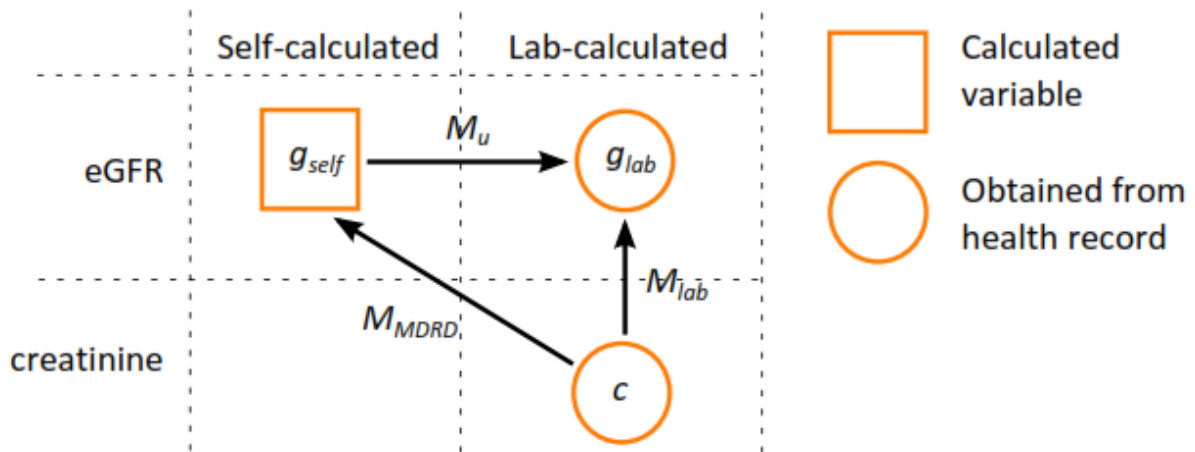 Self-calculated Lab-calculated
Calculated
variable
eGFR
g_self
M_u
g_lab
Obtained from
health record
M_MDRD
M_lab
creatinine
c